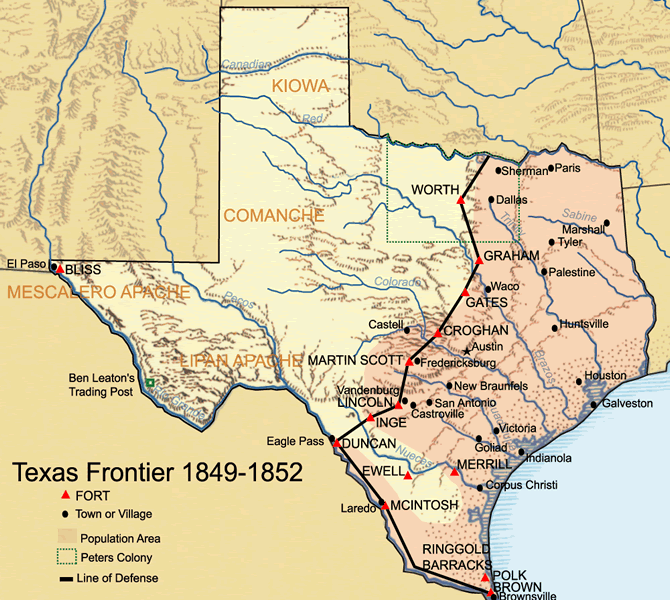 Canadian
KIOWA
Red
Sherman
Paris
WORTH
Dallas
COMANCHE
Trinity
Sabine
Marshall
Tyler
GRAHAM
El Paso
BLISS
Palestine
MESCALERO APACHE
Pecos
Colorado
Waco
GATES
Castell
CROGHAN
Huntsville
Austin
Brazos
LIPAN APACHE
MARTIN SCOTT
Fredericksburg
Ben Leaton's
Trading Post
Houston
New Braunfels
Vandenburg
LINCOLN
San Antonio
Galveston
Castroville
Grande
INGE
Victoria
Eagle Pass
DUNCAN
Goliad
Indianola
Nueces
Texas Frontier 1849-1852
EWELL
MERRILL
Corpus Christi
FORT
Laredo
MCINTOSH
Town or Village
Population Area
RINGGOLD
BARRACKS
Peters Colony
POLK
Line of Defense
BROWN
Brownsville